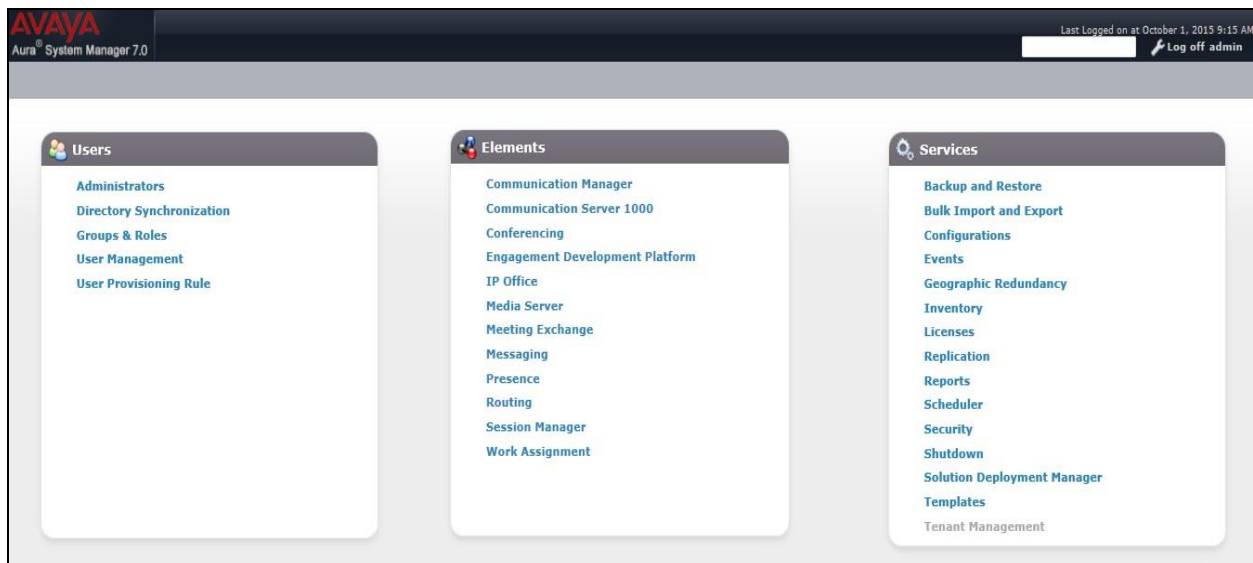 AVAYA
Aura® System Manager 7.0
Last Logged on at October 1, 2015 9:15 AM
Log off admin
Users
Administrators
Directory Synchronization
Groups & Roles
User Management
User Provisioning Rule
Elements
Communication Manager
Communication Server 1000
Conferencing
Engagement Development Platform
IP Office
Media Server
Meeting Exchange
Messaging
Presence
Routing
Session Manager
Work Assignment
Services
Backup and Restore
Bulk Import and Export
Configurations
Events
Geographic Redundancy
Inventory
Licenses
Replication
Reports
Scheduler
Security
Shutdown
Solution Deployment Manager
Templates
Tenant Management